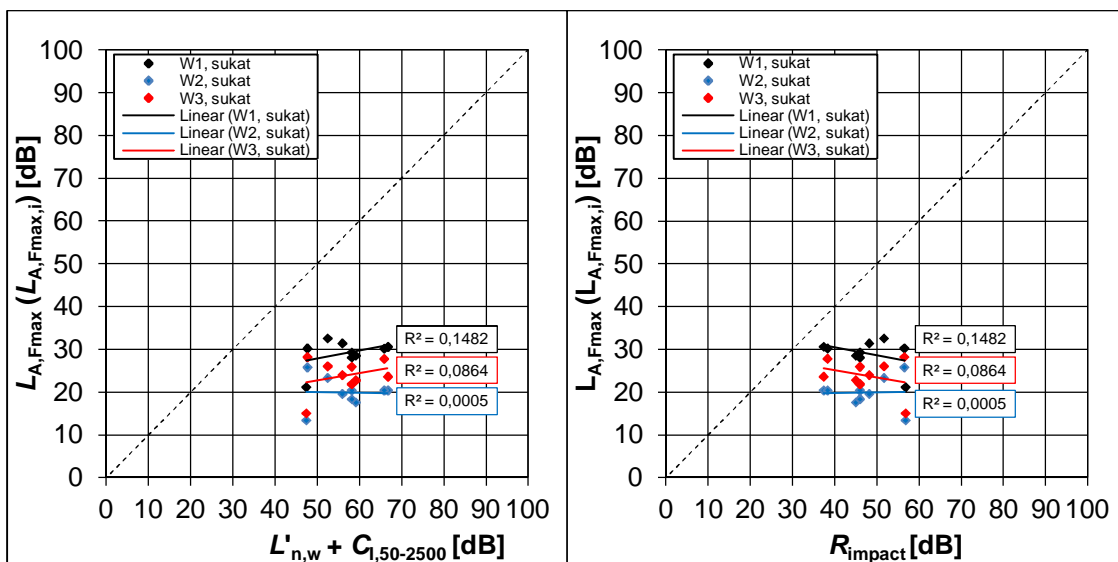 100
90
80
70
60
50
40
30
20
10
0
0 10 20 30 40 50 60 70 80 90 100
L_A,Fmax (L_A,Fmax,i) [dB]
L'n,w + CI,50-2500 [dB]
W1, sukat
W2, sukat
W3, sukat
Linear (W1, sukat)
Linear (W2, sukat)
Linear (W3, sukat)
R² = 0,1482
R² = 0,0864
R² = 0,0005
100
90
80
70
60
50
40
30
20
10
0
0 10 20 30 40 50 60 70 80 90 100
L_A,Fmax (L_A,Fmax,i) [dB]
Rimpact [dB]
W1, sukat
W2, sukat
W3, sukat
Linear (W1, sukat)
Linear (W2, sukat)
Linear (W3, sukat)
R² = 0,1482
R² = 0,0864
R² = 0,0005